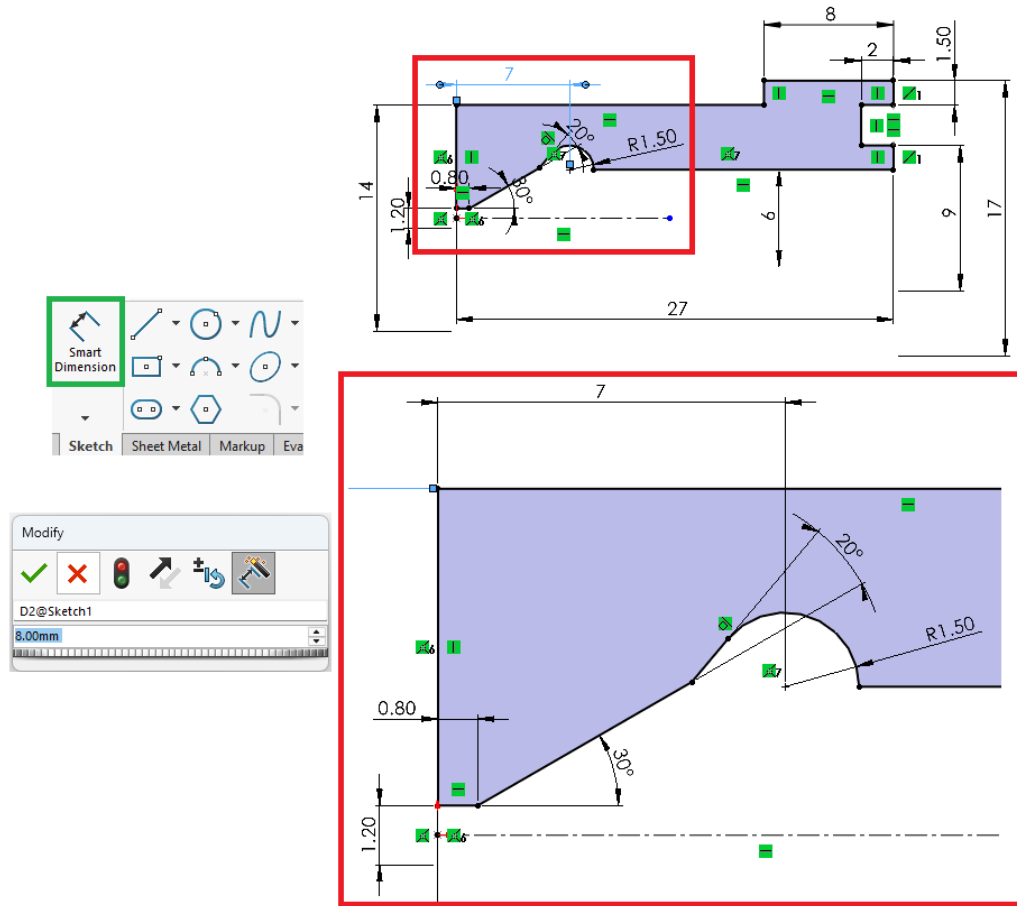 8
2
1.50
7
20°
R1.50
0.80
30°
14
1.20
6
9
17
27
Smart
Dimension
Sketch
Sheet Metal
Markup
Eva
7
20°
R1.50
0.80
30°
1.20
Modify
D2@Sketch1
8.00mm